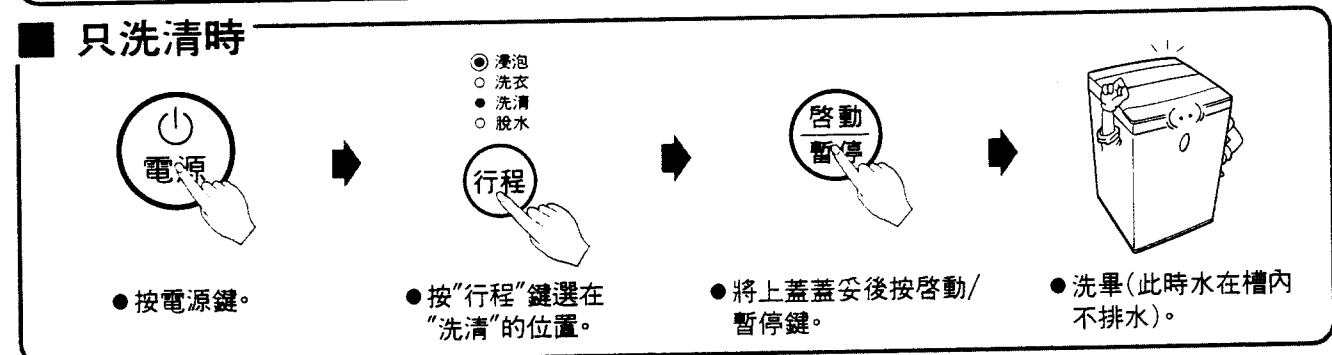 ■ 只洗清時
浸泡
洗衣
洗清
脫水
電源
行程
啓動
暫停
●按電源鍵。
●按"行程"鍵選在
"洗清"的位置。
●將上蓋蓋妥後按啓動/
暫停鍵。
●洗畢(此時水在槽內
不排水)。